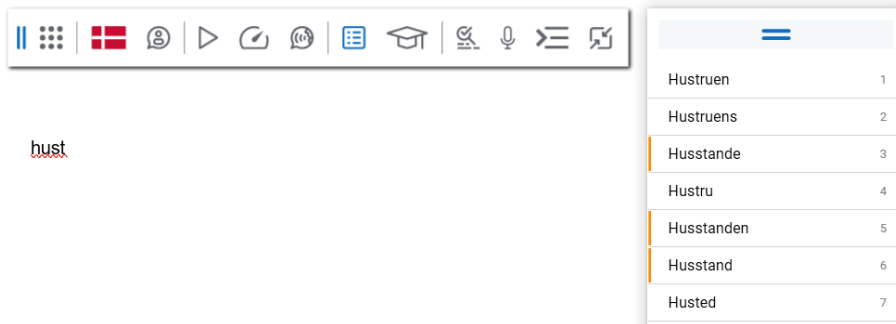 hust
Hustruen 1
Hustruens 2
Husstande 3
Hustru 4
Husstanden 5
Husstand 6
Husted 7